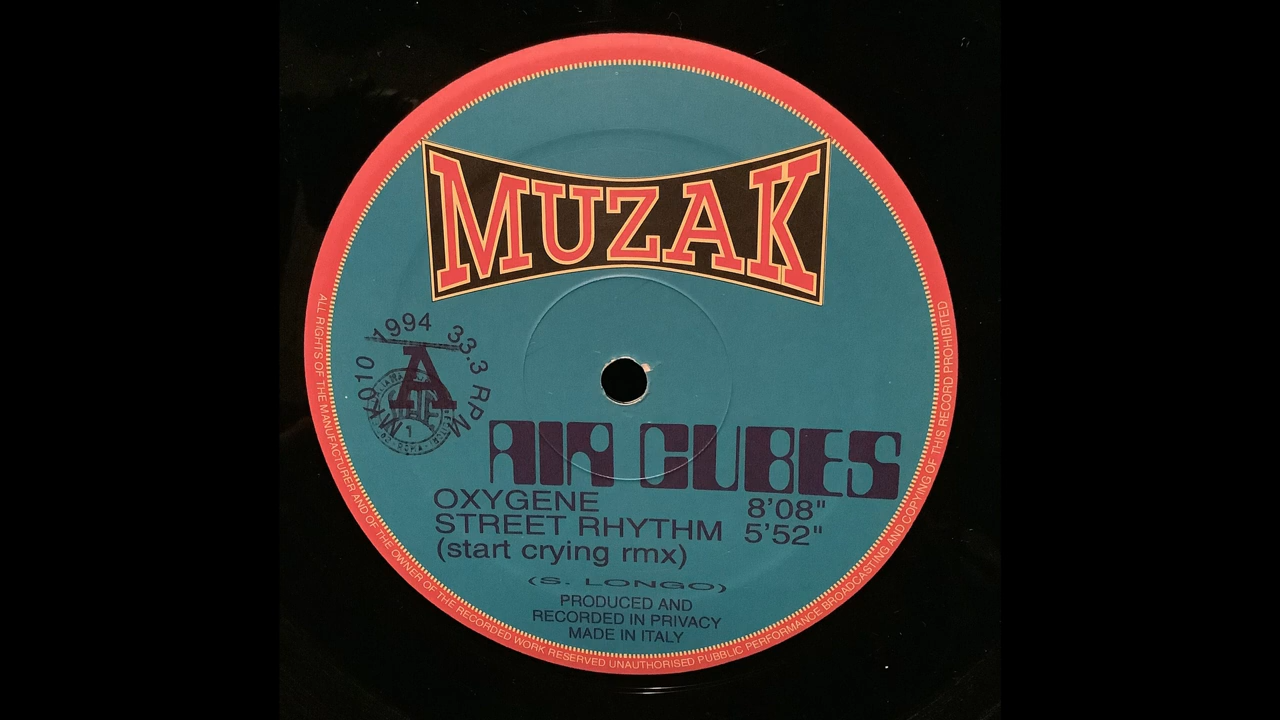 MUZAK
MK010 1994 33.3 RPM
A
AIR CUBES
OXYGENE 8'08"
STREET RHYTHM 5'52"
(start crying rmx)
(S. LONGO)
PRODUCED AND
RECORDED IN PRIVACY
MADE IN ITALY
ALL RIGHTS OF THE MANUFACTURER AND OF THE OWNER OF THE RECORDED WORK RESERVED UNAUTHORISED PUBBLIC PERFORMANCE BROADCASTING AND COPYING OF THIS RECORD PROHIBITED